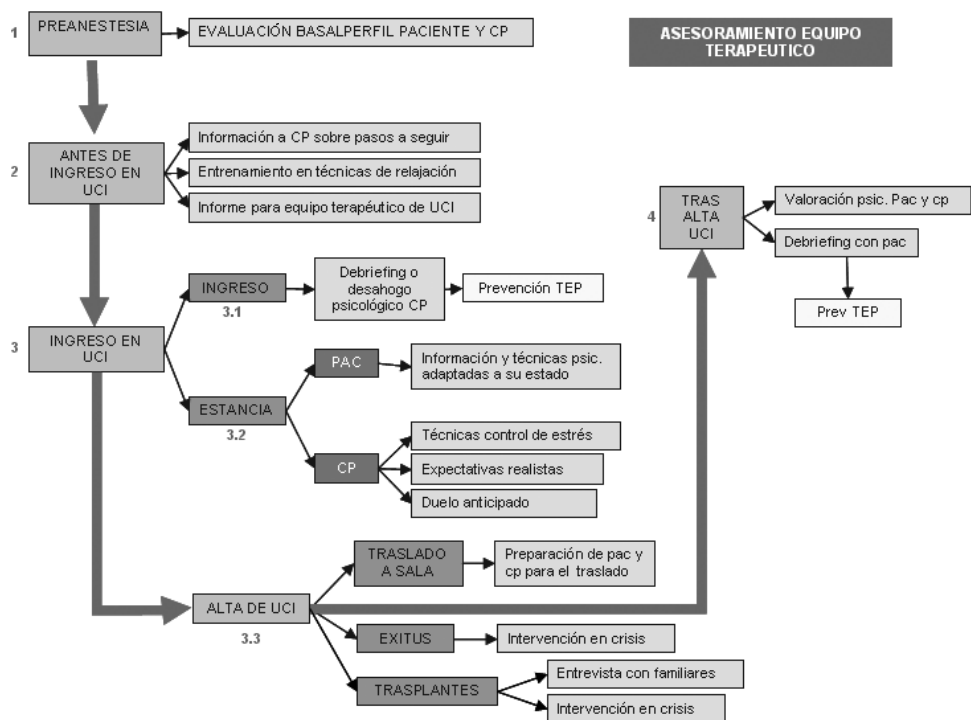 1
PREANESTESIA
EVALUACIÓN BASALPERFIL PACIENTE Y CP
ASESORAMIENTO EQUIPO
TERAPEUTICO
2
ANTES DE
INGRESO EN
UCI
Información a CP sobre pasos a seguir
Entrenamiento en técnicas de relajación
Informe para equipo terapéutico de UCI
3
INGRESO EN
UCI
INGRESO
3.1
Debriefing o
desahogo
psicológico CP
Prevención TEP
ESTANCIA
3.2
PAC
Información y técnicas psic.
adaptadas a su estado
CP
Técnicas control de estrés
Expectativas realistas
Duelo anticipado
ALTA DE UCI
3.3
TRASLADO
A SALA
Preparación de pac y
cp para el traslado
EXITUS
Intervención en crisis
TRASPLANTES
Entrevista con familiares
Intervención en crisis
4
TRAS
ALTA
UCI
Valoración psic. Pac y cp
Debriefing con pac
Prev TEP